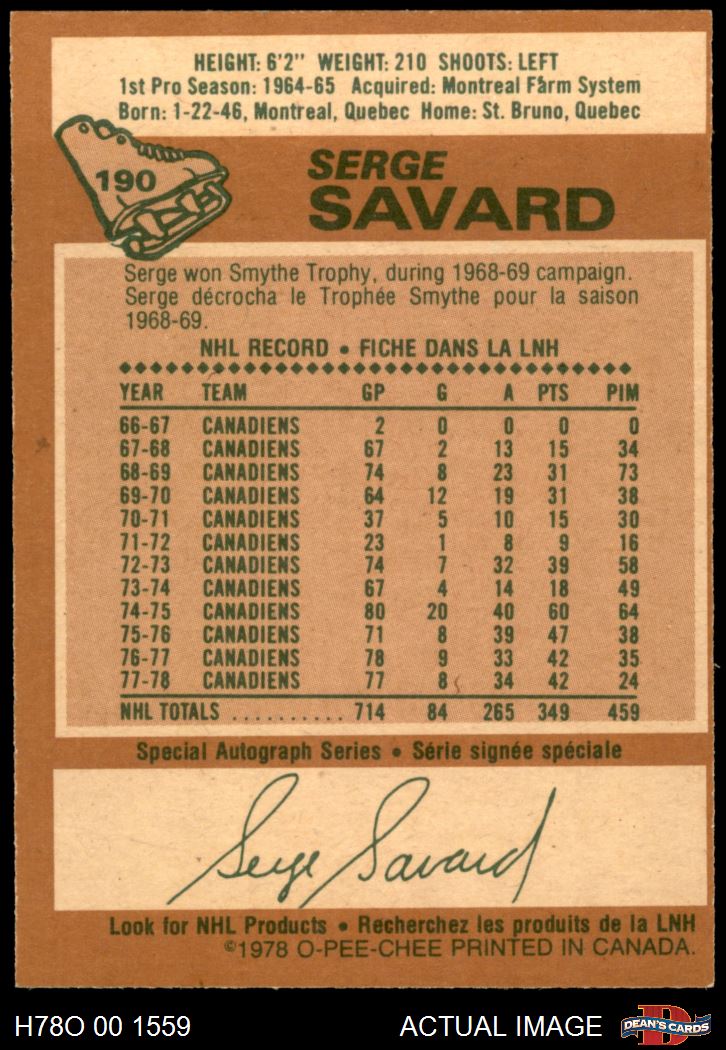 HEIGHT: 6'2" WEIGHT: 210 SHOOTS: LEFT
1st Pro Season: 1964-65 Acquired: Montreal Farm System
Born: 1-22-46, Montreal, Quebec Home: St. Bruno, Quebec
190
SERGE
SAVARD
Serge won Smythe Trophy, during 1968-69 campaign.
Serge décrocha le Trophée Smythe pour la saison
1968-69.
NHL RECORD • FICHE DANS LA LNH
YEAR TEAM GP G A PTS PIM
66-67 CANADIENS 2 0 0 0 0
67-68 CANADIENS 67 2 13 15 34
68-69 CANADIENS 74 8 23 31 73
69-70 CANADIENS 64 12 19 31 38
70-71 CANADIENS 37 5 10 15 30
71-72 CANADIENS 23 1 8 9 16
72-73 CANADIENS 74 7 32 39 58
73-74 CANADIENS 67 4 14 18 49
74-75 CANADIENS 80 20 40 60 64
75-76 CANADIENS 71 8 39 47 38
76-77 CANADIENS 78 9 33 42 35
77-78 CANADIENS 77 8 34 42 24
NHL TOTALS .......... 714 84 265 349 459
Special Autograph Series • Série signée spéciale
Serge Savard
Look for NHL Products • Recherchez les produits de la LNH
©1978 O-PEE-CHEE PRINTED IN CANADA.
H78O 00 1559 ACTUAL IMAGE D DEAN'S CARDS